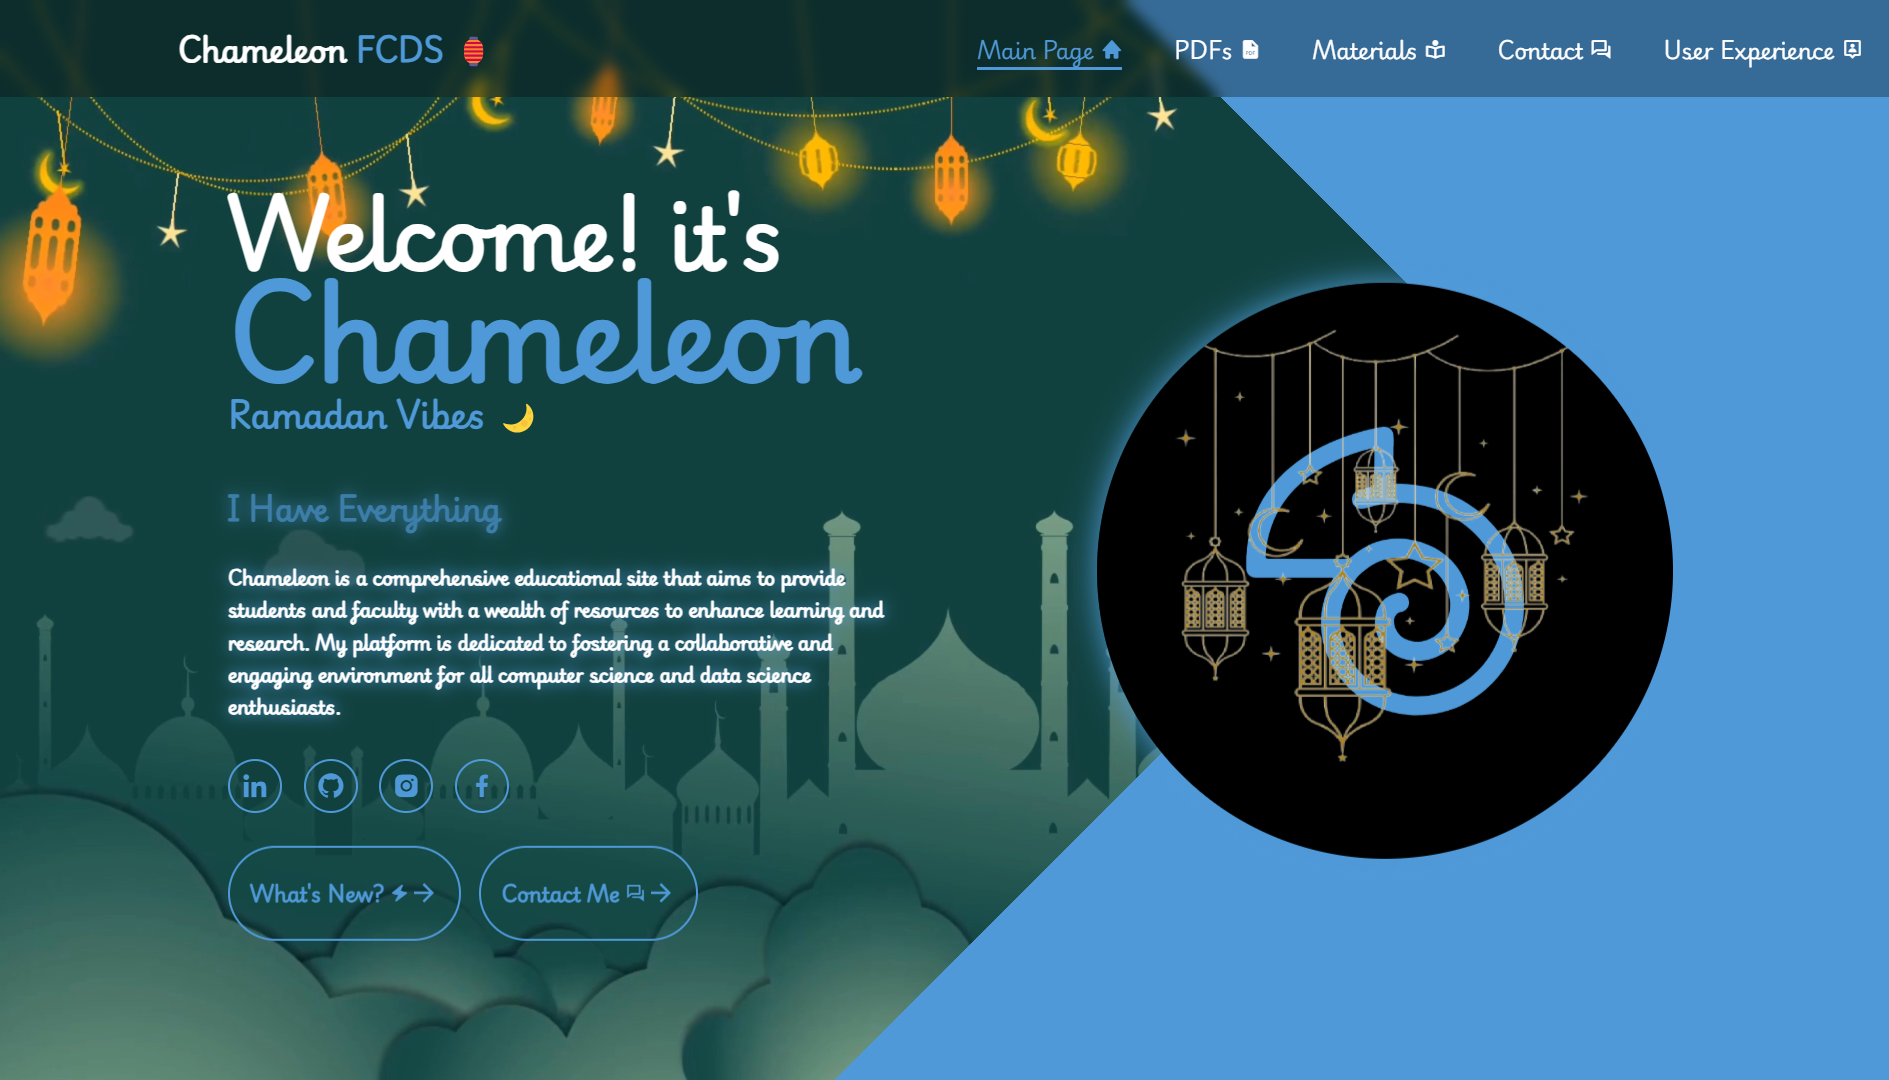 Chameleon FCDS
Main Page
PDFs
Materials
Contact
User Experience
Welcome! it's
Chameleon
Ramadan Vibes
I Have Everything
Chameleon is a comprehensive educational site that aims to provide
students and faculty with a wealth of resources to enhance learning and
research. My platform is dedicated to fostering a collaborative and
engaging environment for all computer science and data science
enthusiasts.
What's New?
Contact Me